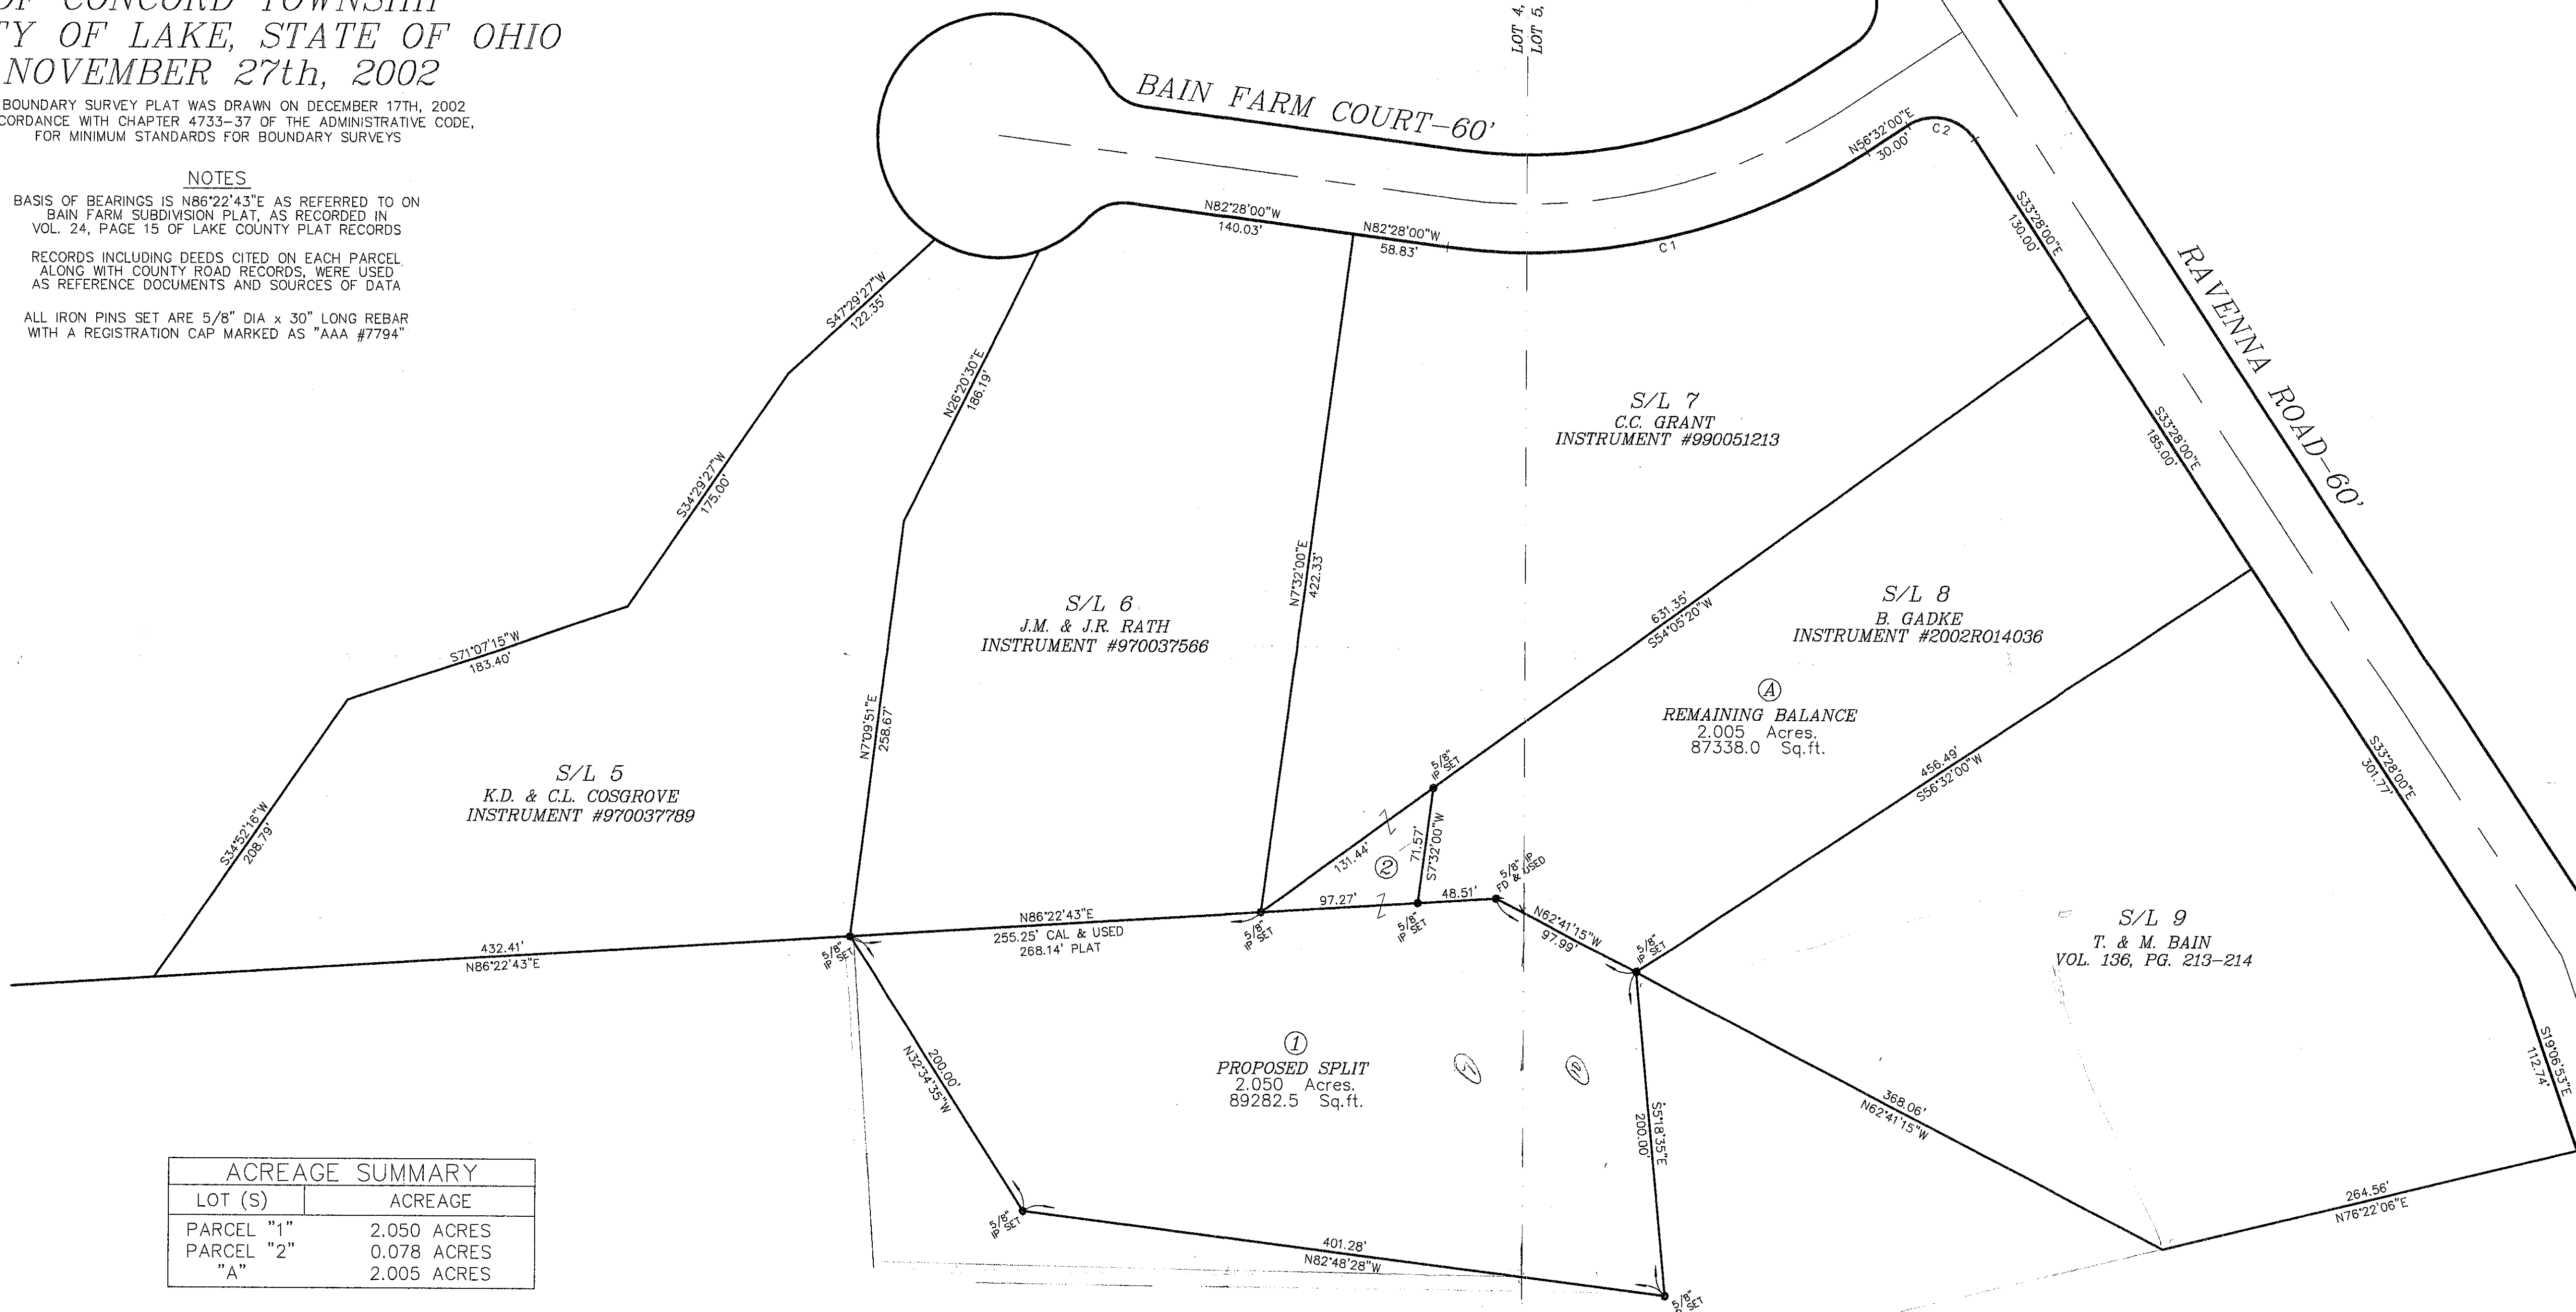 OF CONCORD TOWNSHIP
TY OF LAKE, STATE OF OHIO
NOVEMBER 27th, 2002
BOUNDARY SURVEY PLAT WAS DRAWN ON DECEMBER 17TH, 2002
CORDANCE WITH CHAPTER 4733-37 OF THE ADMINISTRATIVE CODE,
FOR MINIMUM STANDARDS FOR BOUNDARY SURVEYS
NOTES
BASIS OF BEARINGS IS N86°22'43"E AS REFERRED TO ON
BAIN FARM SUBDIVISION PLAT, AS RECORDED IN
VOL. 24, PAGE 15 OF LAKE COUNTY PLAT RECORDS
RECORDS INCLUDING DEEDS CITED ON EACH PARCEL
ALONG WITH COUNTY ROAD RECORDS, WERE USED
AS REFERENCE DOCUMENTS AND SOURCES OF DATA
ALL IRON PINS SET ARE 5/8" DIA x 30" LONG REBAR
WITH A REGISTRATION CAP MARKED AS "AAA #7794"
LOT 4,
LOT 5,
BAIN FARM COURT-60'
RAVENNA ROAD-60'
N82°28'00"W
140.03'
N82°28'00"W
58.83'
C1
N56°32'00"E
30.00'
C2
S33°28'00"E
130.00'
S33°28'00"E
185.00'
S33°28'00"E
301.77'
S19°06'53"E
112.74'
S47°29'27"W
122.35'
S34°29'27"W
175.00'
S71°07'15"W
183.40'
S34°52'16"W
208.79'
N26°20'30"E
186.19'
N7°09'51"E
258.67'
N7°32'00"E
422.33'
631.35'
S54°05'20"W
456.49'
S56°32'00"W
S/L 7
C.C. GRANT
INSTRUMENT #990051213
S/L 6
J.M. & J.R. RATH
INSTRUMENT #970037566
S/L 8
B. GADKE
INSTRUMENT #2002R014036
A
REMAINING BALANCE
2.005 Acres.
87338.0 Sq.ft.
S/L 5
K.D. & C.L. COSGROVE
INSTRUMENT #970037789
S/L 9
T. & M. BAIN
VOL. 136, PG. 213-214
5/8"
IP SET
131.44'
2
71.57'
S7°32'00"W
5/8" IP
FD & USED
97.27'
48.51'
5/8"
IP SET
5/8"
IP SET
N62°41'15"W
97.99'
5/8"
IP SET
432.41'
N86°22'43"E
5/8"
IP SET
N86°22'43"E
255.25' CAL & USED
268.14' PLAT
200.00'
N32°34'35"W
1
PROPOSED SPLIT
2.050 Acres.
89282.5 Sq.ft.
S5°18'35"E
200.00'
368.06'
N62°41'15"W
264.56'
N76°22'06"E
5/8"
IP SET
401.28'
N82°48'28"W
5/8"
SET
ACREAGE SUMMARY
LOT (S) ACREAGE
PARCEL "1" 2.050 ACRES
PARCEL "2" 0.078 ACRES
"A" 2.005 ACRES